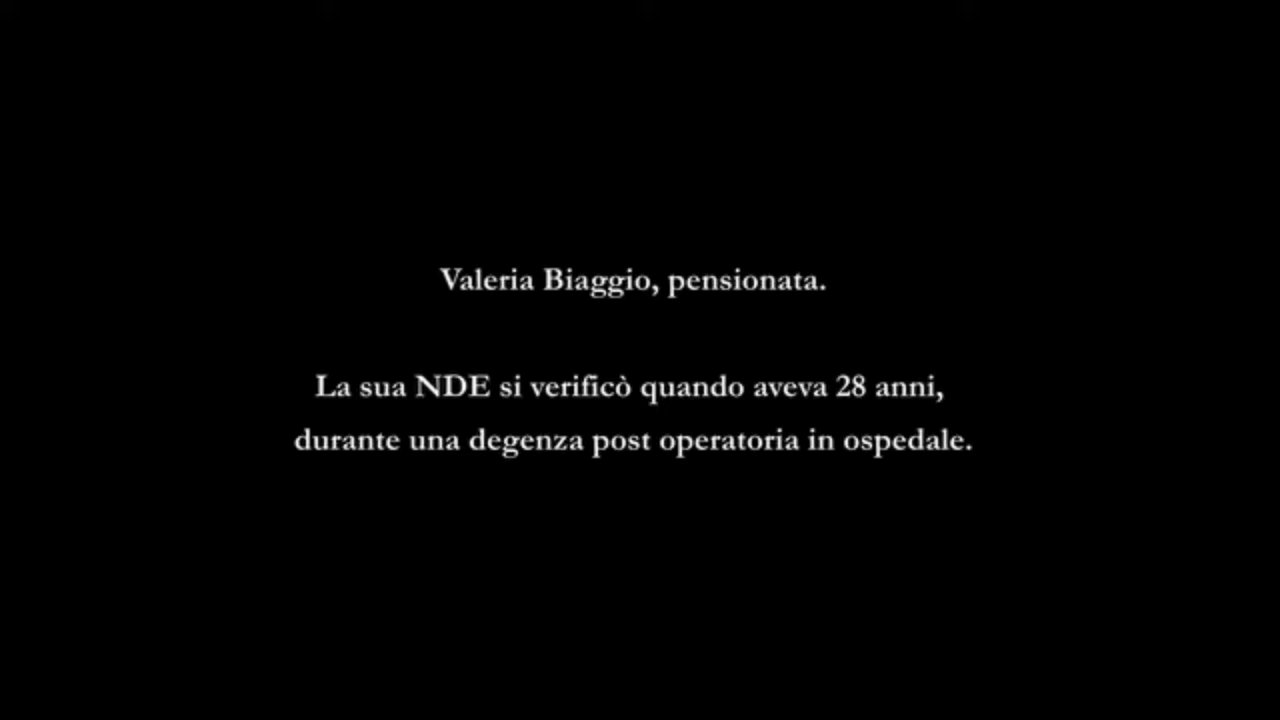 Valeria Biaggio, pensionata.
La sua NDE si verificò quando aveva 28 anni,
durante una degenza post operatoria in ospedale.